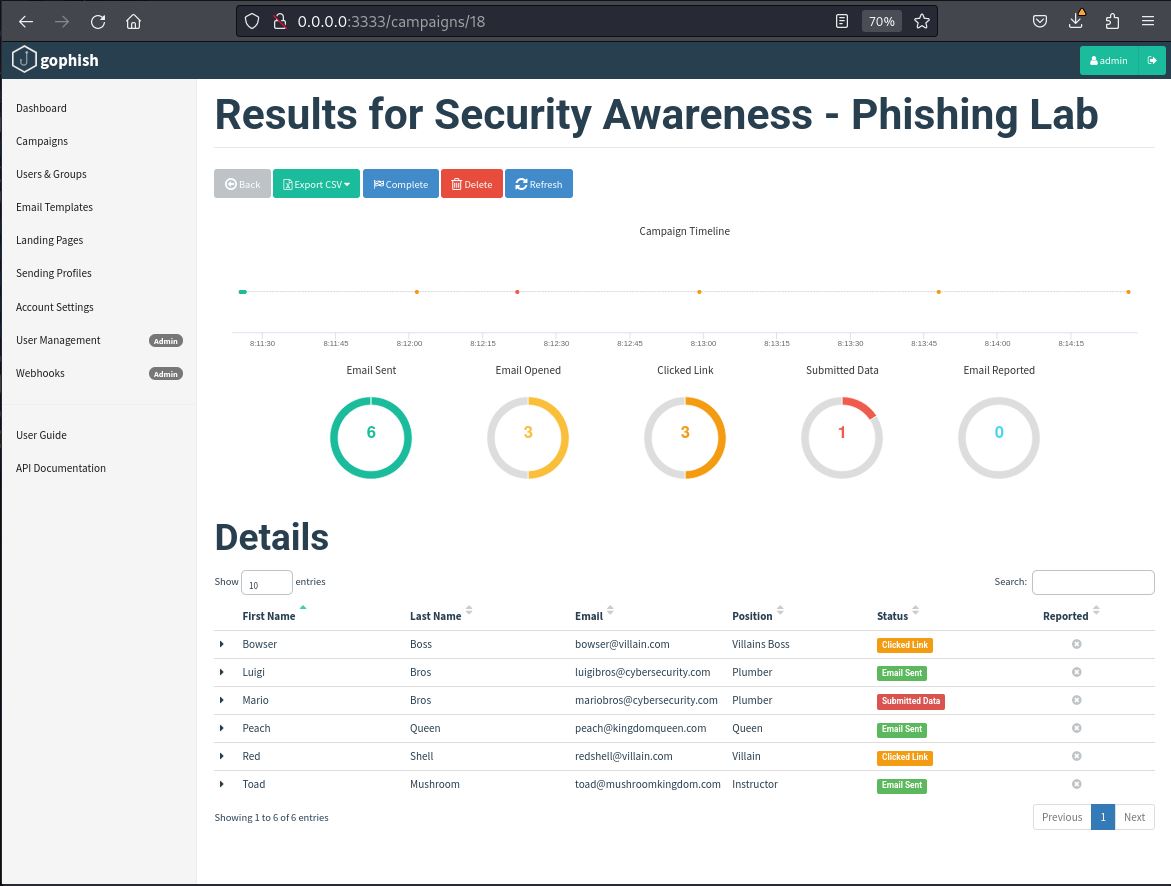 0.0.0.0:3333/campaigns/18 70%
gophish admin
Dashboard
Campaigns
Users & Groups
Email Templates
Landing Pages
Sending Profiles
Account Settings
User Management Admin
Webhooks Admin
User Guide
API Documentation
Results for Security Awareness - Phishing Lab
Back Export CSV Complete Delete Refresh
Campaign Timeline
8:11:30 8:11:45 8:12:00 8:12:15 8:12:30 8:12:45 8:13:00 8:13:15 8:13:30 8:13:45 8:14:00 8:14:15
Email Sent Email Opened Clicked Link Submitted Data Email Reported
6 3 3 1 0
Details
Show 10 entries Search:
First Name Last Name Email Position Status Reported
Bowser Boss bowser@villain.com Villains Boss Clicked Link
Luigi Bros luigibros@cybersecurity.com Plumber Email Sent
Mario Bros mariobros@cybersecurity.com Plumber Submitted Data
Peach Queen peach@kingdomqueen.com Queen Email Sent
Red Shell redshell@villain.com Villain Clicked Link
Toad Mushroom toad@mushroomkingdom.com Instructor Email Sent
Showing 1 to 6 of 6 entries Previous 1 Next